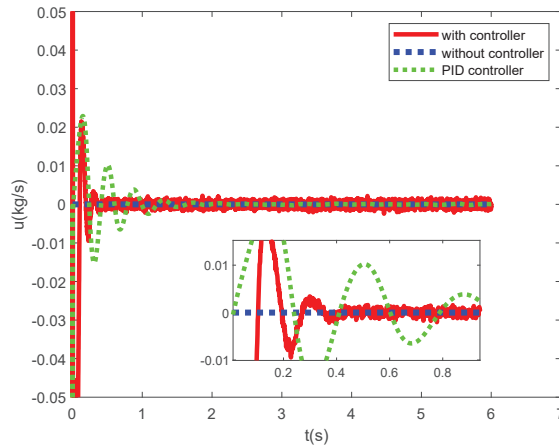 0.05
0.04
0.03
0.02
0.01
0
-0.01
-0.02
-0.03
-0.04
-0.05
u(kg/s)
with controller
without controller
PID controller
0.01
0
-0.01
0.2 0.4 0.6 0.8
0 1 2 3 4 5 6 7
t(s)